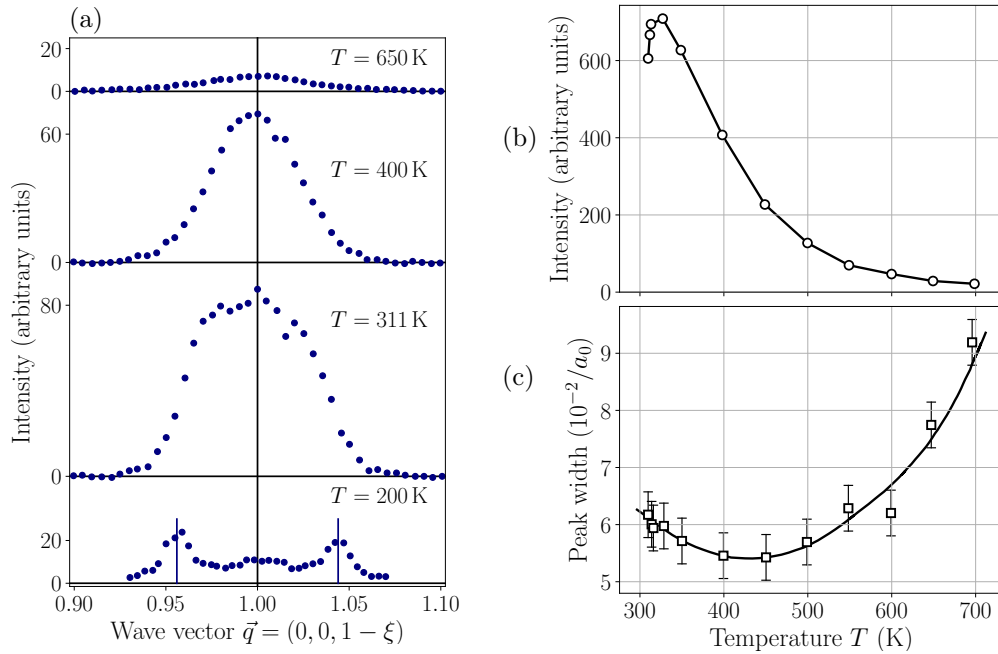 (a)
Intensity (arbitrary units)
20
0
T = 650 K
60
0
T = 400 K
80
0
T = 311 K
20
0
T = 200 K
0.90 0.95 1.00 1.05 1.10
Wave vector q⃗ = (0, 0, 1 − ξ)
(b)
Intensity (arbitrary units)
600
400
200
0
(c)
Peak width (10⁻²/a₀)
9
8
7
6
5
300 400 500 600 700
Temperature T (K)